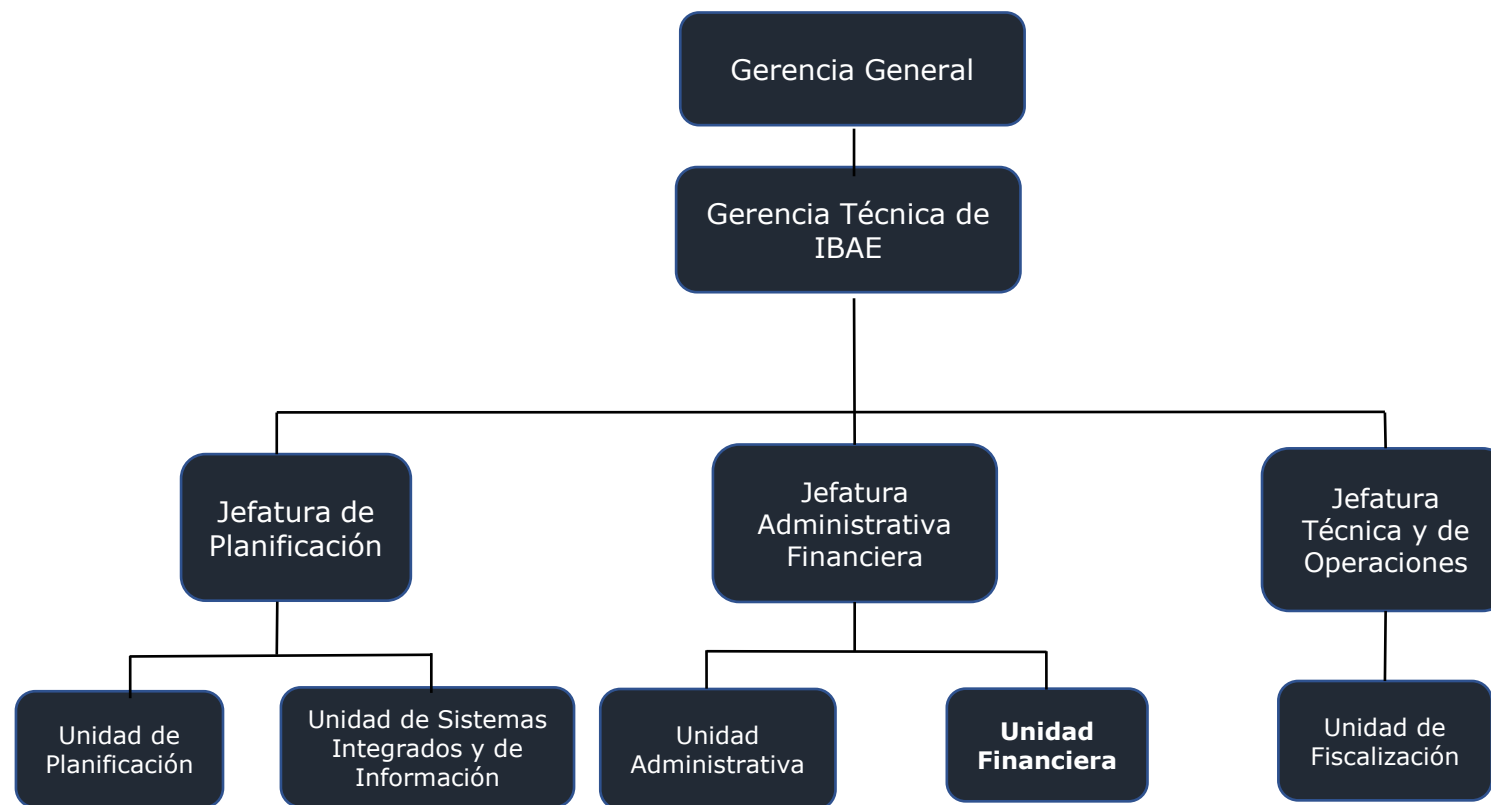 Gerencia General
Gerencia Técnica de
IBAE
Jefatura de
Planificación
Jefatura
Administrativa
Financiera
Jefatura
Técnica y de
Operaciones
Unidad de
Planificación
Unidad de Sistemas
Integrados y de
Información
Unidad
Administrativa
Unidad
Financiera
Unidad de
Fiscalización